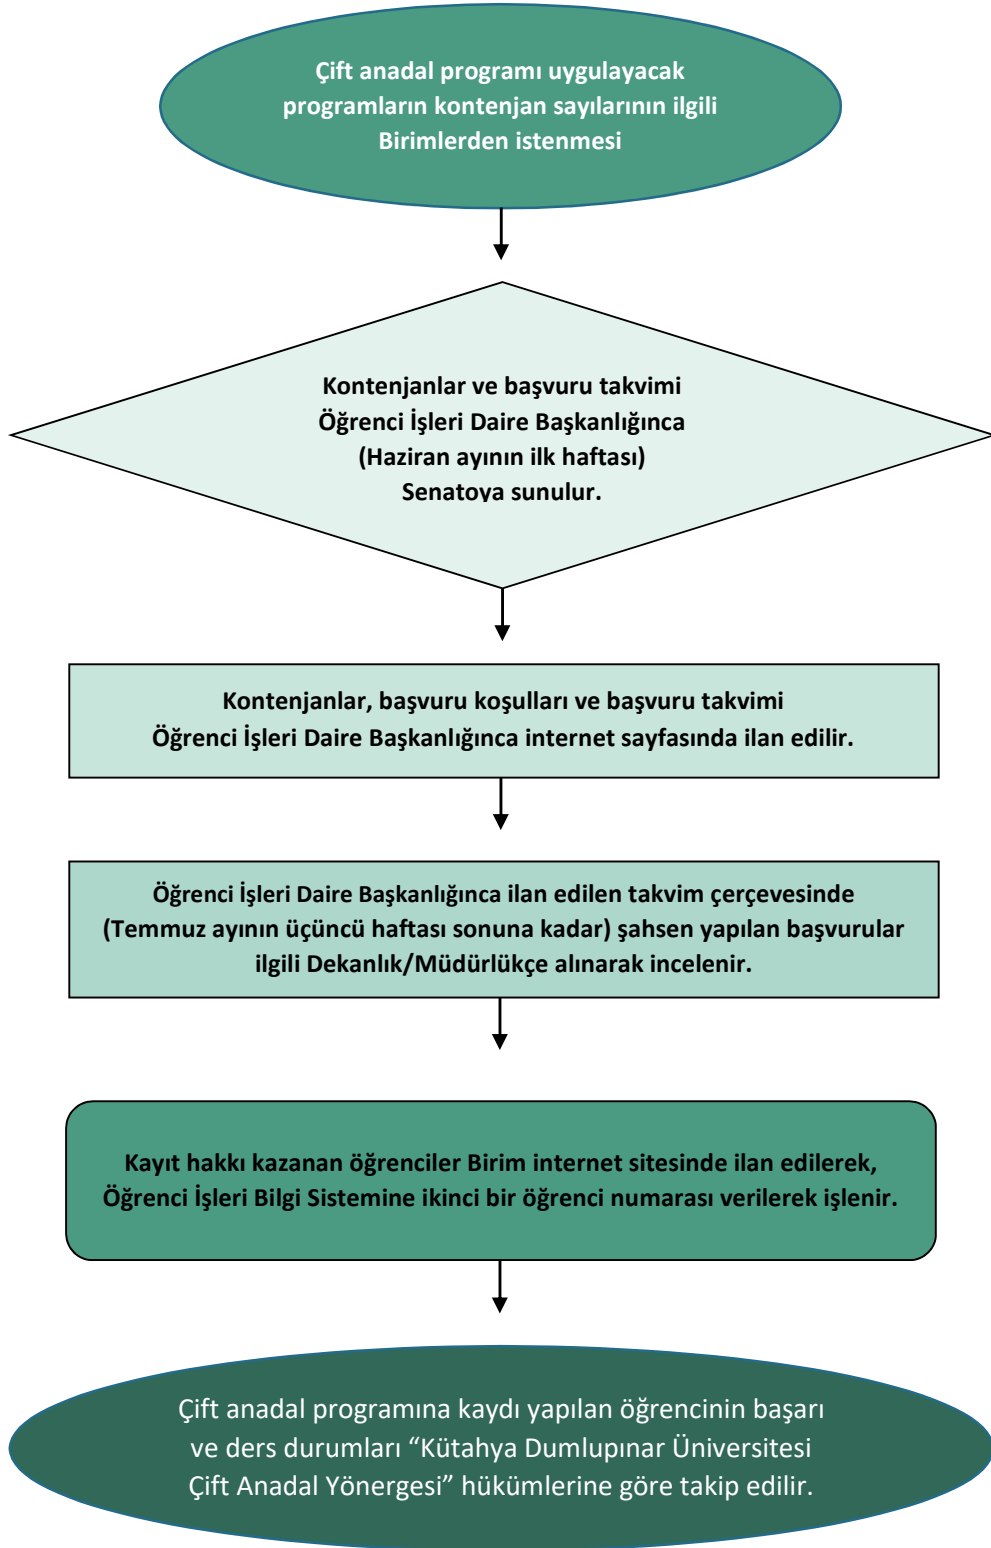 Çift anadal programı uygulayacak
programların kontenjan sayılarının ilgili
Birimlerden istenmesi
Kontenjanlar ve başvuru takvimi
Öğrenci İşleri Daire Başkanlığınca
(Haziran ayının ilk haftası)
Senatoya sunulur.
Kontenjanlar, başvuru koşulları ve başvuru takvimi
Öğrenci İşleri Daire Başkanlığınca internet sayfasında ilan edilir.
Öğrenci İşleri Daire Başkanlığınca ilan edilen takvim çerçevesinde
(Temmuz ayının üçüncü haftası sonuna kadar) şahsen yapılan başvurular
ilgili Dekanlık/Müdürlükçe alınarak incelenir.
Kayıt hakkı kazanan öğrenciler Birim internet sitesinde ilan edilerek,
Öğrenci İşleri Bilgi Sistemine ikinci bir öğrenci numarası verilerek işlenir.
Çift anadal programına kaydı yapılan öğrencinin başarı
ve ders durumları “Kütahya Dumlupınar Üniversitesi
Çift Anadal Yönergesi” hükümlerine göre takip edilir.